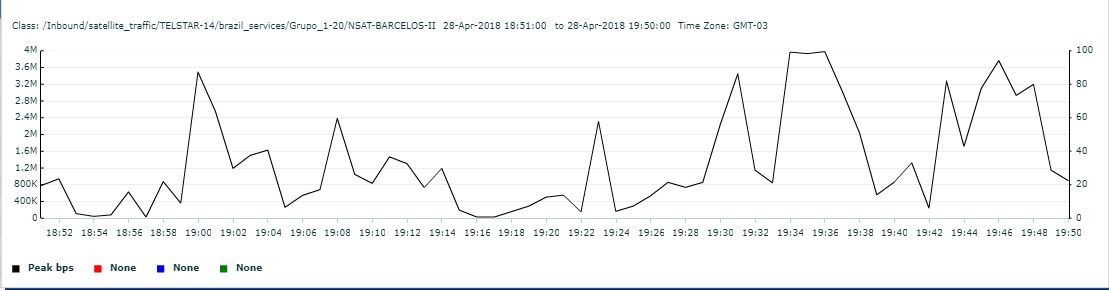 Class: /Inbound/satellite_traffic/TELSTAR-14/brazil_services/Grupo_1-20/NSAT-BARCELOS-II 28-Apr-2018 18:51:00 to 28-Apr-2018 19:50:00 Time Zone: GMT-03
4M 100
3.6M
3.2M 80
2.8M
2.4M 60
2M
1.6M 40
1.2M
800K 20
400K
0 0
18:52 18:54 18:56 18:58 19:00 19:02 19:04 19:06 19:08 19:10 19:12 19:14 19:16 19:18 19:20 19:22 19:24 19:26 19:28 19:30 19:32 19:34 19:36 19:38 19:40 19:42 19:44 19:46 19:48 19:50
Peak bps None None None